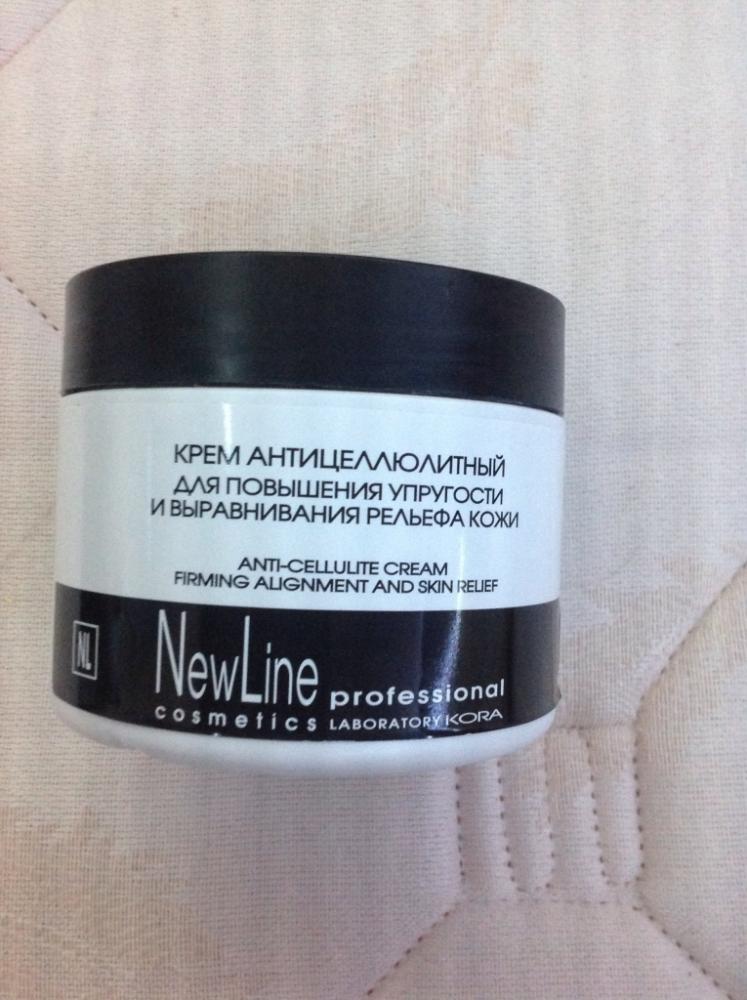 КРЕМ АНТИЦЕЛЛЮЛИТНЫЙ
ДЛЯ ПОВЫШЕНИЯ УПРУГОСТИ
И ВЫРАВНИВАНИЯ РЕЛЬЕФА КОЖИ
ANTI-CELLULITE CREAM
FIRMING ALIGNMENT AND SKIN RELIEF
NL
NewLine professional
cosmetics LABORATORY KORA